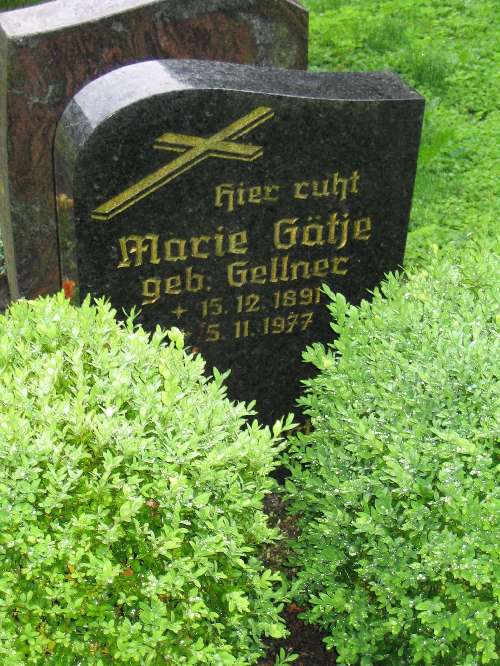 Hier ruht
Marie Gätje
geb. Gellner
+ 15. 12. 1891
+ 5. 11. 1977